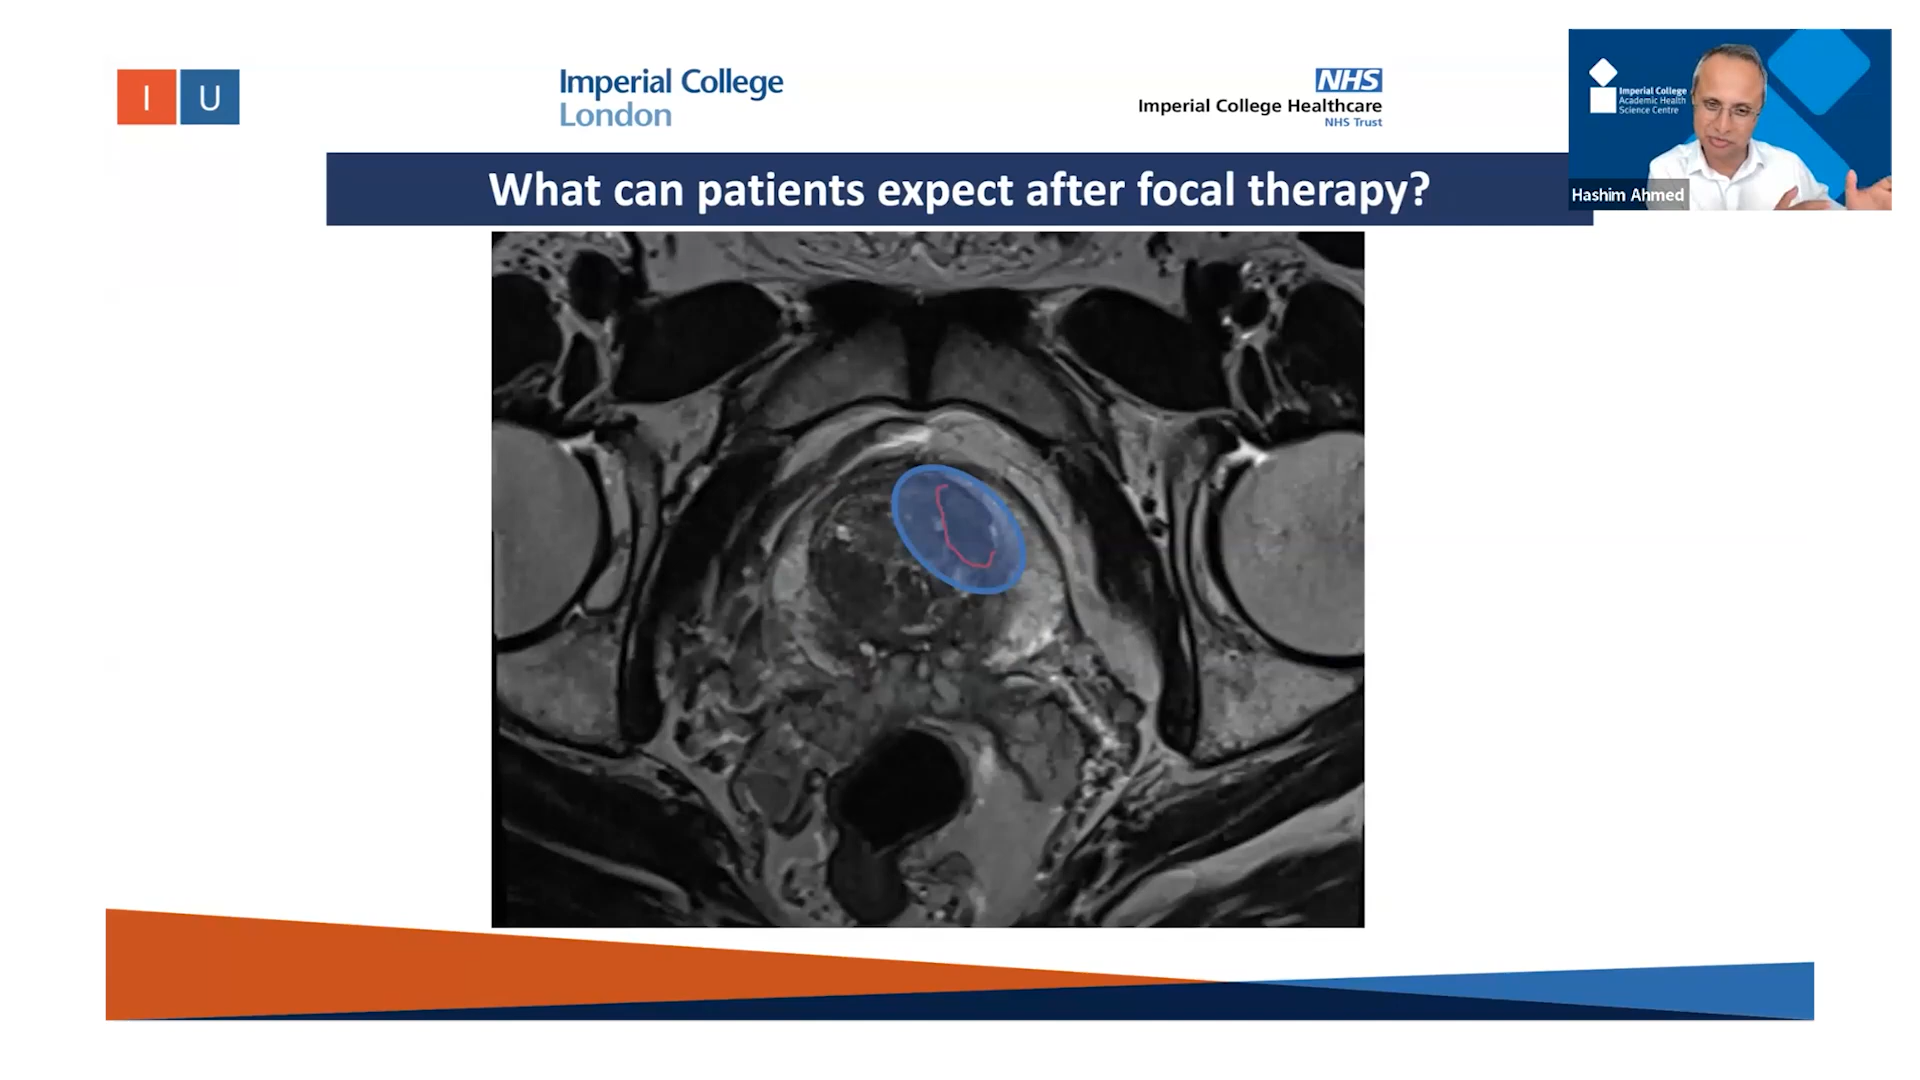 I U
Imperial College
London
NHS
Imperial College Healthcare
NHS Trust
Imperial College
Academic Health
Science Centre
Hashim Ahmed
What can patients expect after focal therapy?